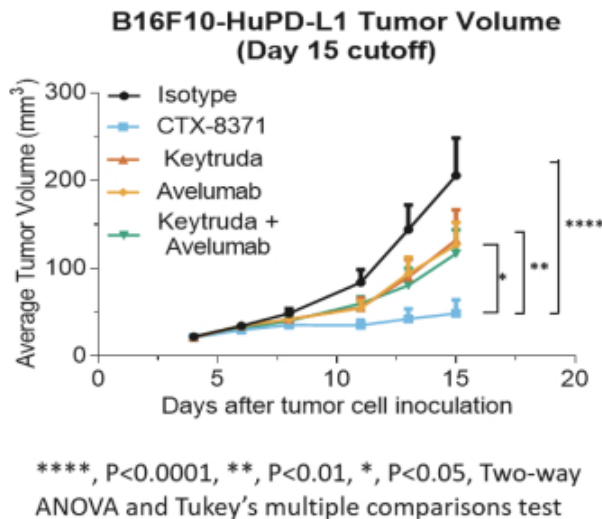 B16F10-HuPD-L1 Tumor Volume
(Day 15 cutoff)
Average Tumor Volume (mm³)
300
200
100
0
Isotype
CTX-8371
Keytruda
Avelumab
Keytruda +
Avelumab
*
**
****
0 5 10 15 20
Days after tumor cell inoculation
****, P<0.0001, **, P<0.01, *, P<0.05, Two-way
ANOVA and Tukey's multiple comparisons test